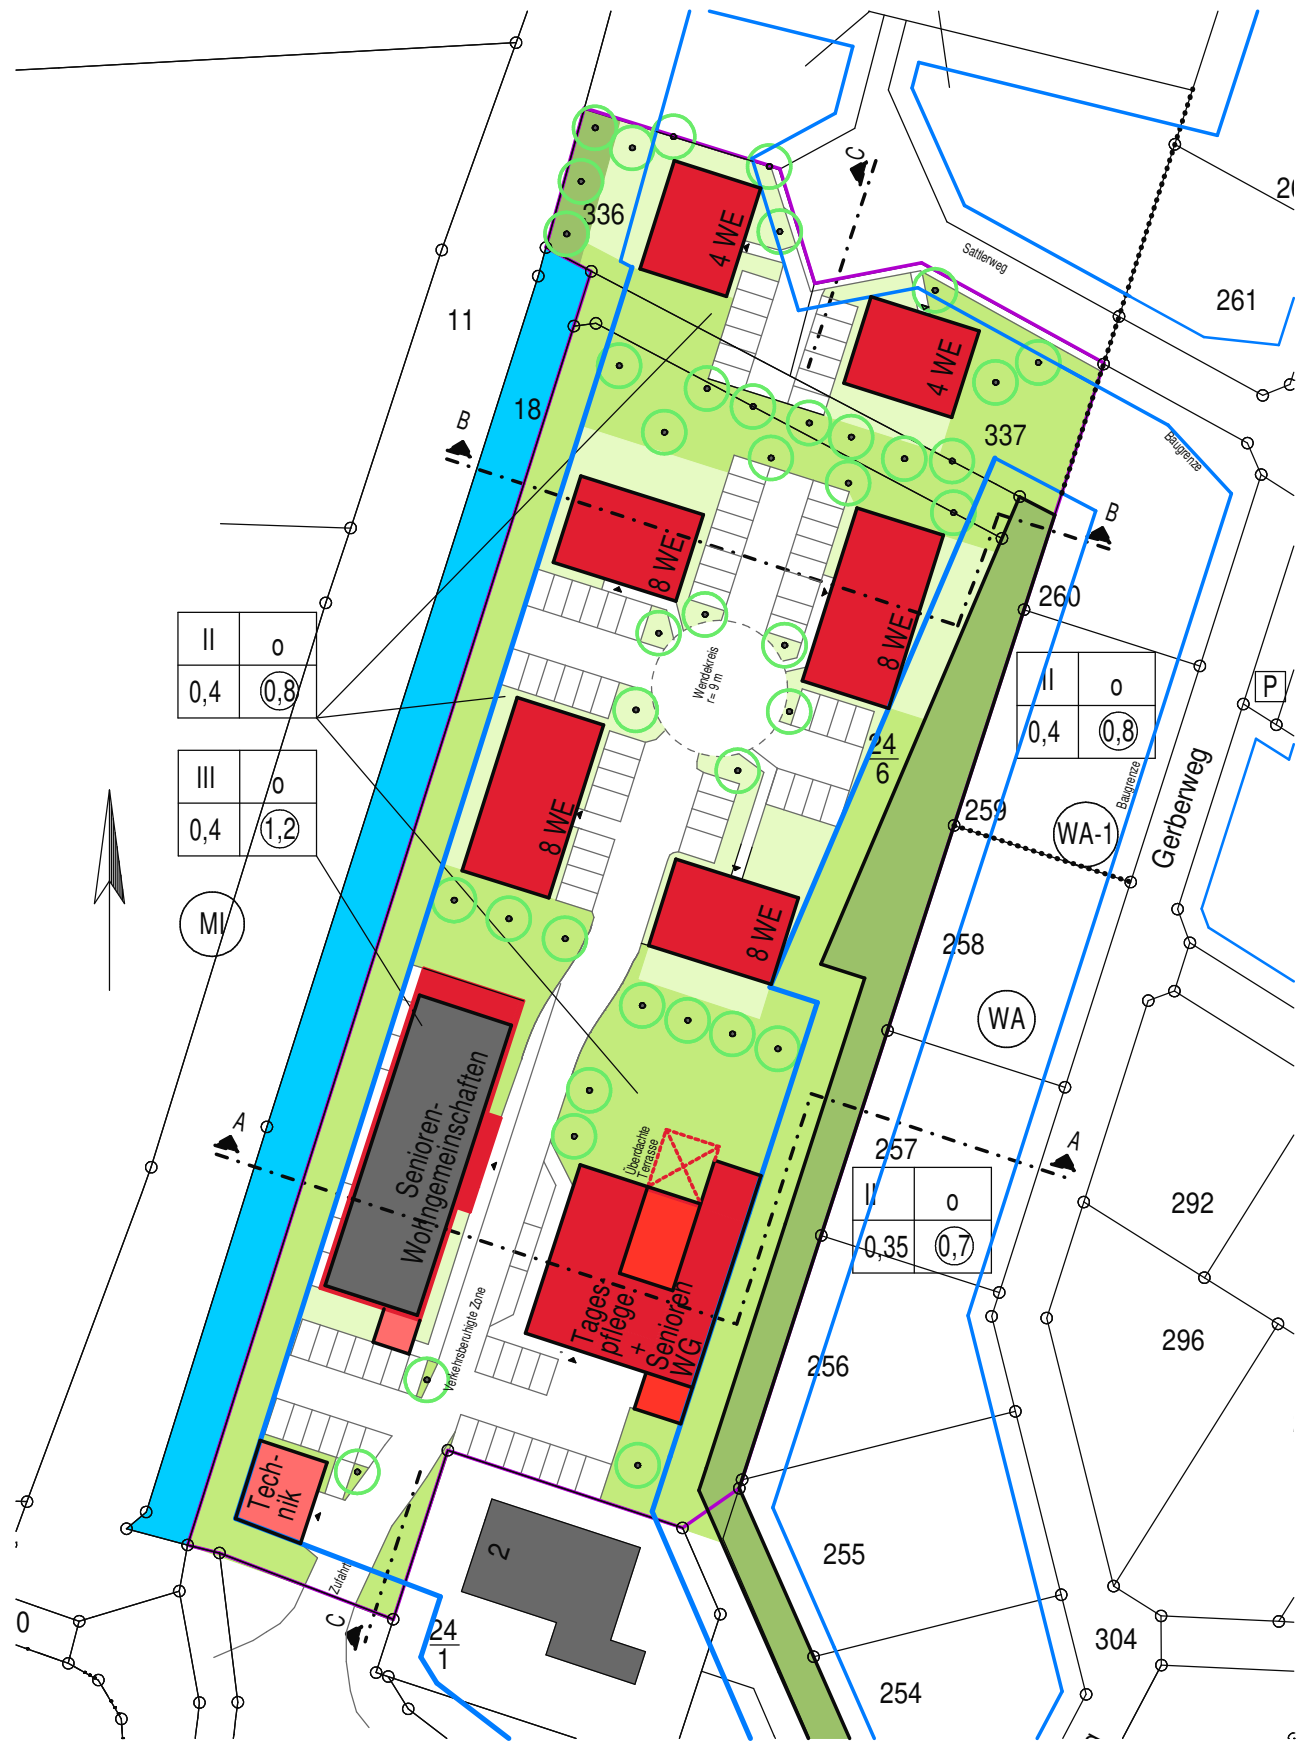 C
Sattlerweg
336
4 WE
261
11
4 WE
18
B
337
Baugrenze
B
8 WE
8 WE
260
Wendekreis
r= 9 m
II o
0,4 0,8
II o
0,4 0,8
P
24
6
III o
0,4 1,2
Gerberweg
Baugrenze
8 WE
259
WA-1
MI
8 WE
258
WA
Senioren-
Wohngemeinschaften
A
A
Überdachte
Terrasse
257
II o
0,35 0,7
292
Tages
pflege
+
Senioren
WG
Verkehrsberuhigte Zone
256
296
Tech-
nik
2
255
Zufahrt
C
0
24
1
304
254